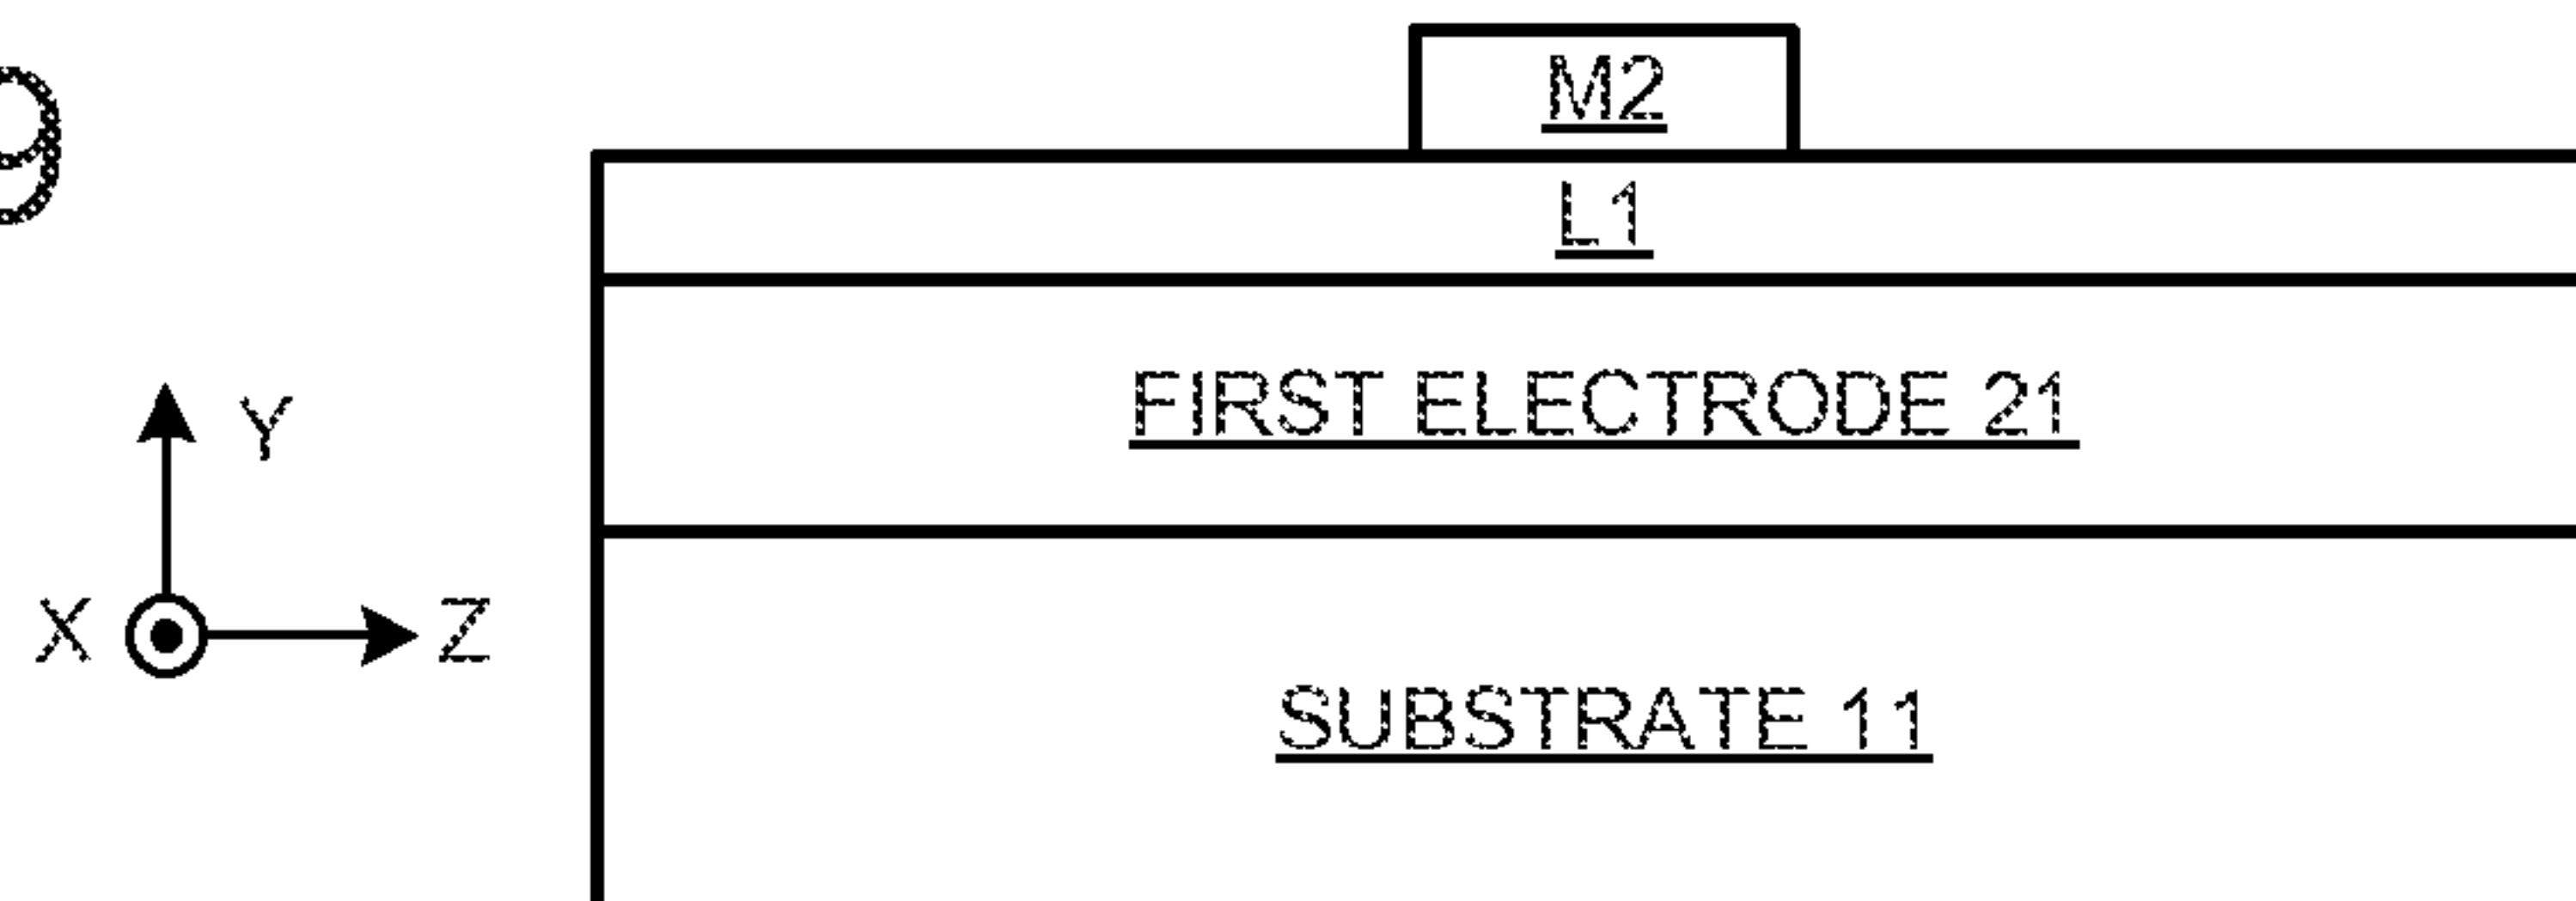 9
M2
L1
FIRST ELECTRODE 21
Y
X
Z
SUBSTRATE 11